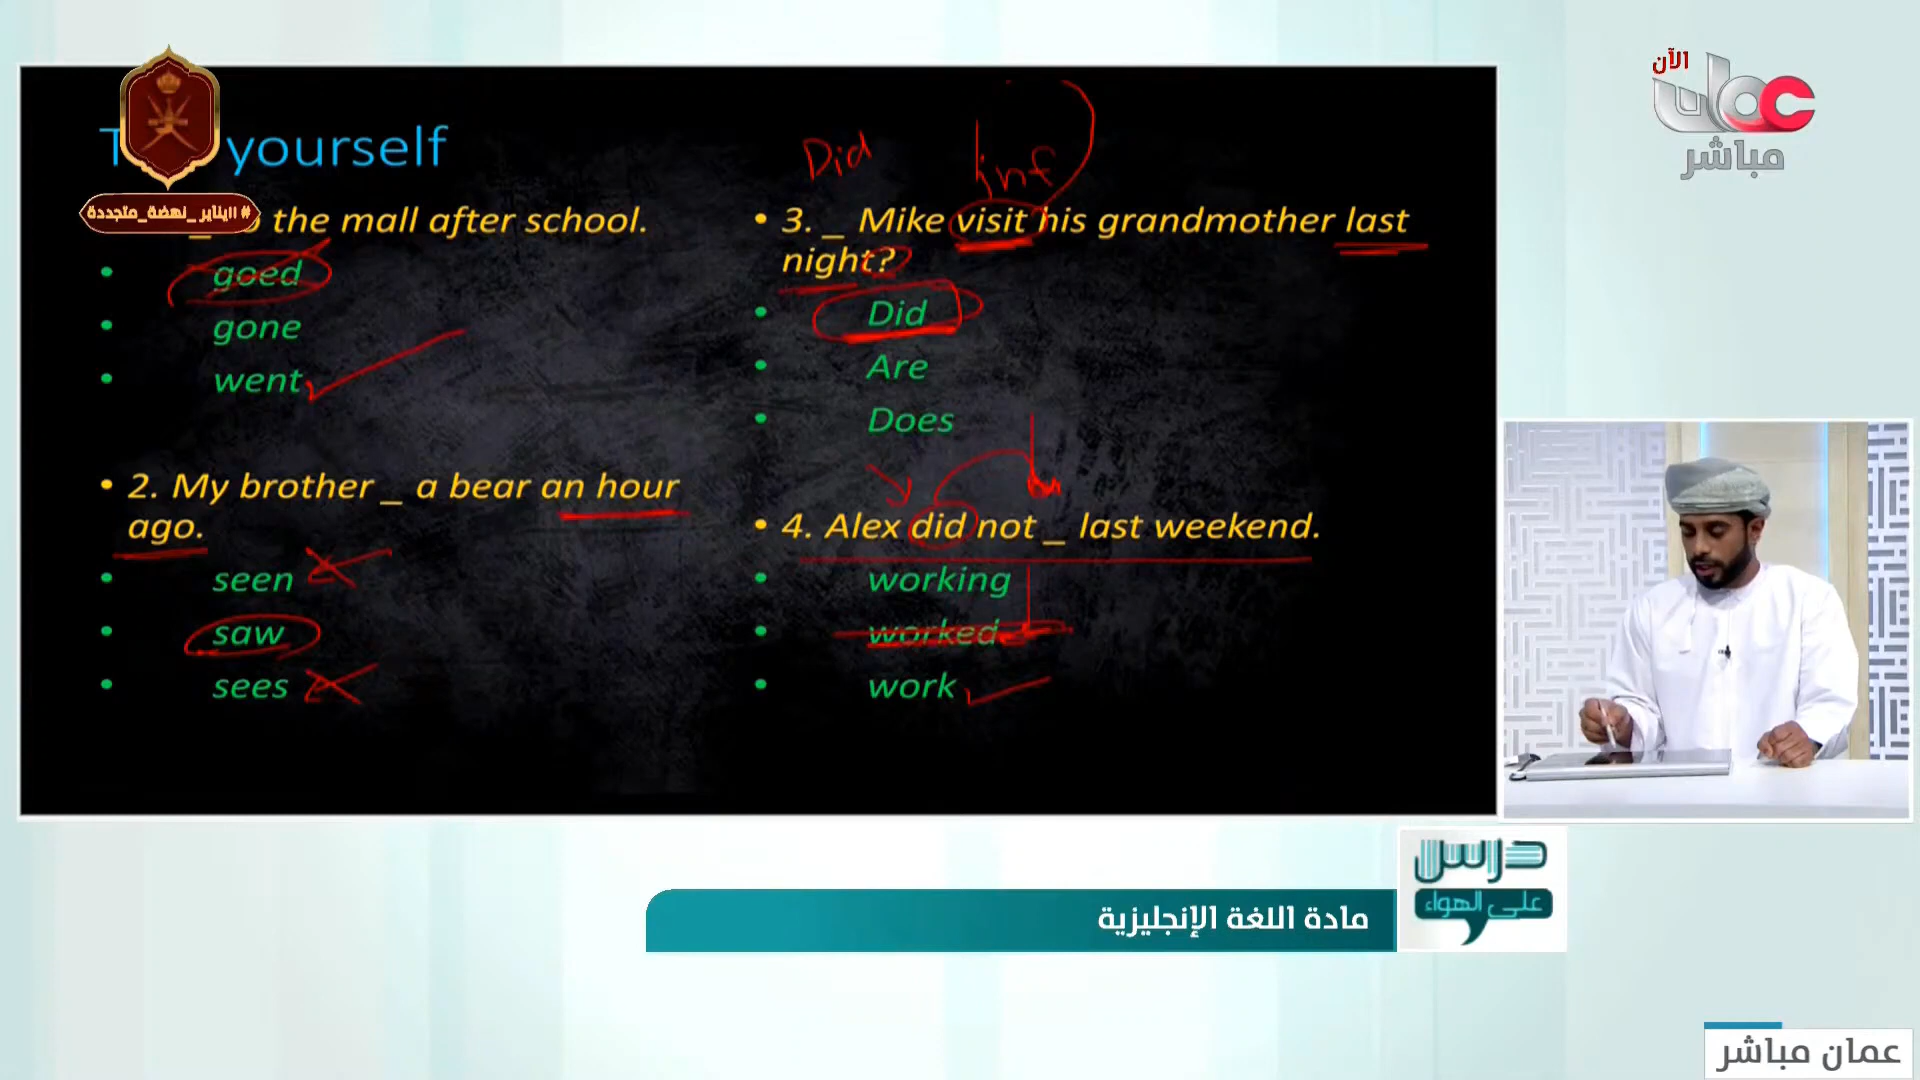 الآن
عمان
مباشر
yourself
Did
inf
# ١١يناير_نهضة_متجددة
_ to the mall after school.
goed
gone
went
• 2. My brother _ a bear an hour
ago.
• seen
• saw
• sees
• 3. _ Mike visit his grandmother last
night?
• Did
• Are
• Does
• 4. Alex did not _ last weekend.
• working
• worked
• work
درس
على الهواء
مادة اللغة الإنجليزية
عمان مباشر